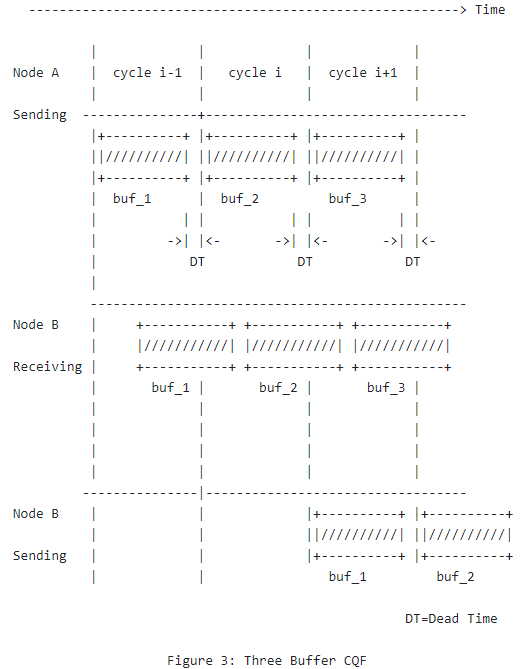 ------------------------------------------------------> Time
Node A | cycle i-1 | cycle i | cycle i+1 |
Sending
buf_1 buf_2 buf_3
->| |<- ->| |<- ->| |<-
DT DT DT
Node B
Receiving
buf_1 | buf_2 | buf_3 |
Node B
Sending
buf_1 buf_2
DT=Dead Time
Figure 3: Three Buffer CQF